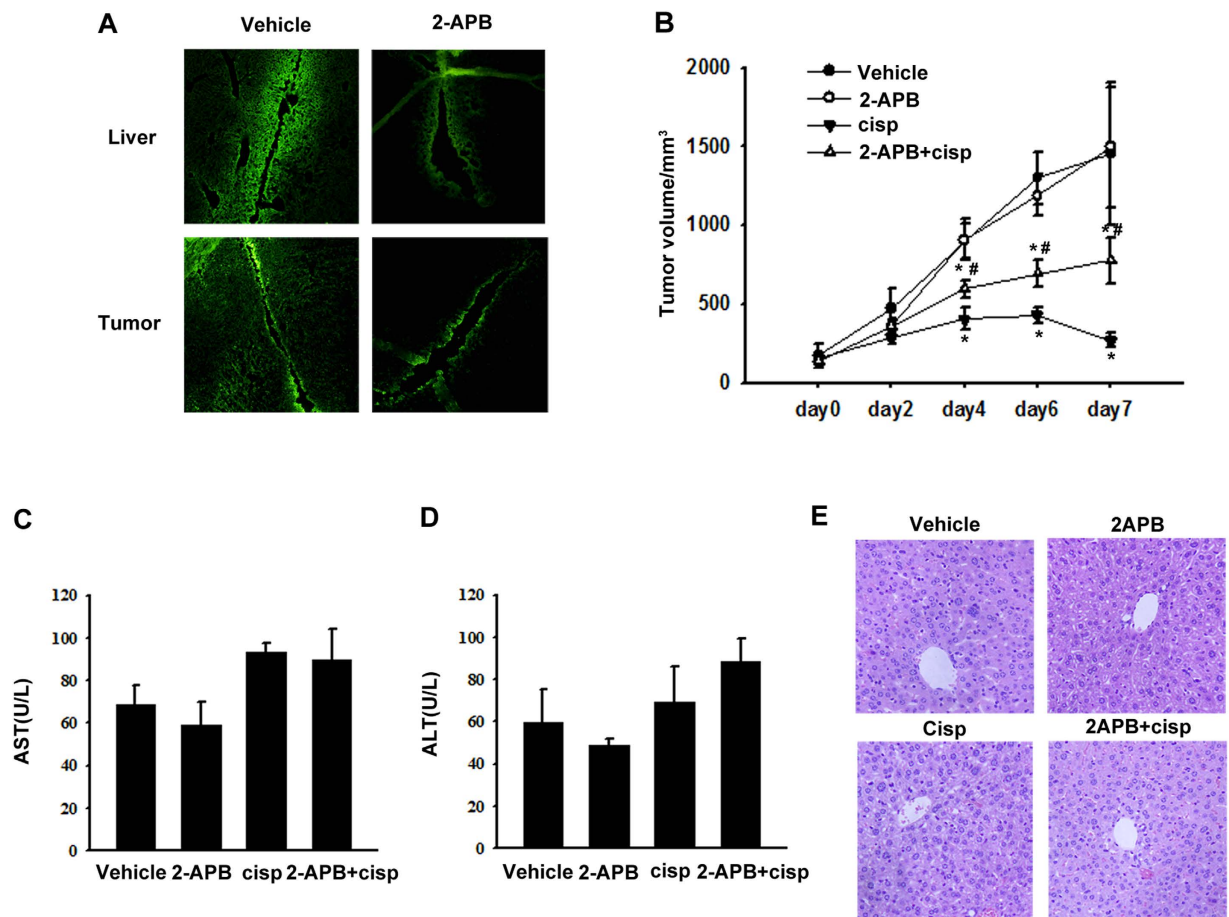 A
Vehicle
2-APB
Liver
Tumor
B
Tumor volume/mm³
2000
1500
1000
500
0
Vehicle
2-APB
cisp
2-APB+cisp
* #
* #
* #
*
*
*
day0
day2
day4
day6
day7
C
AST(U/L)
120
100
80
60
40
20
0
Vehicle
2-APB
cisp
2-APB+cisp
D
ALT(U/L)
120
100
80
60
40
20
0
Vehicle
2-APB
cisp
2-APB+cisp
E
Vehicle
2APB
Cisp
2APB+cisp